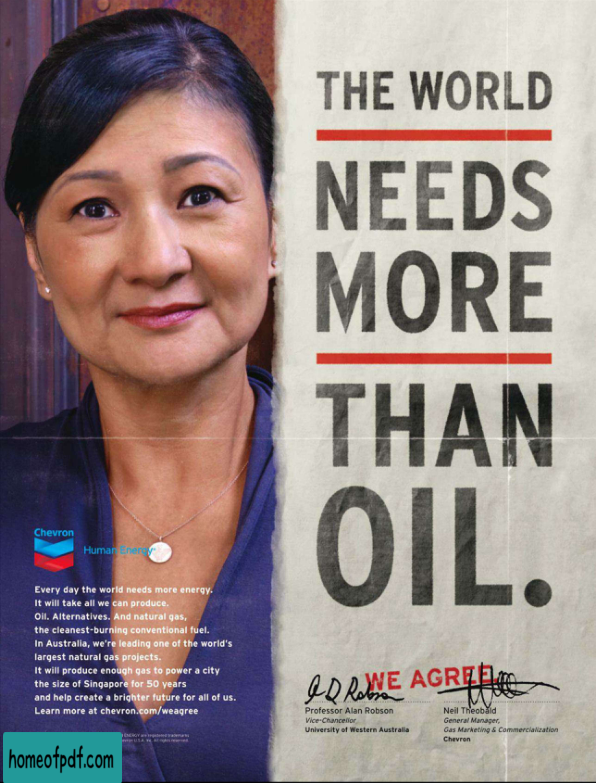 THE WORLD
NEEDS
MORE
THAN
OIL.
Chevron
Human Energy
Every day the world needs more energy.
It will take all we can produce.
Oil. Alternatives. And natural gas,
the cleanest-burning conventional fuel.
In Australia, we're leading one of the world's
largest natural gas projects.
It will produce enough gas to power a city
the size of Singapore for 50 years
and help create a brighter future for all of us.
Learn more at chevron.com/weagree
WE AGREE
Professor Alan Robson
Vice-Chancellor
University of Western Australia
Neil Theobald
General Manager,
Gas Marketing & Commercialization
Chevron
ENERGY are registered trademarks
homeofpdf.com